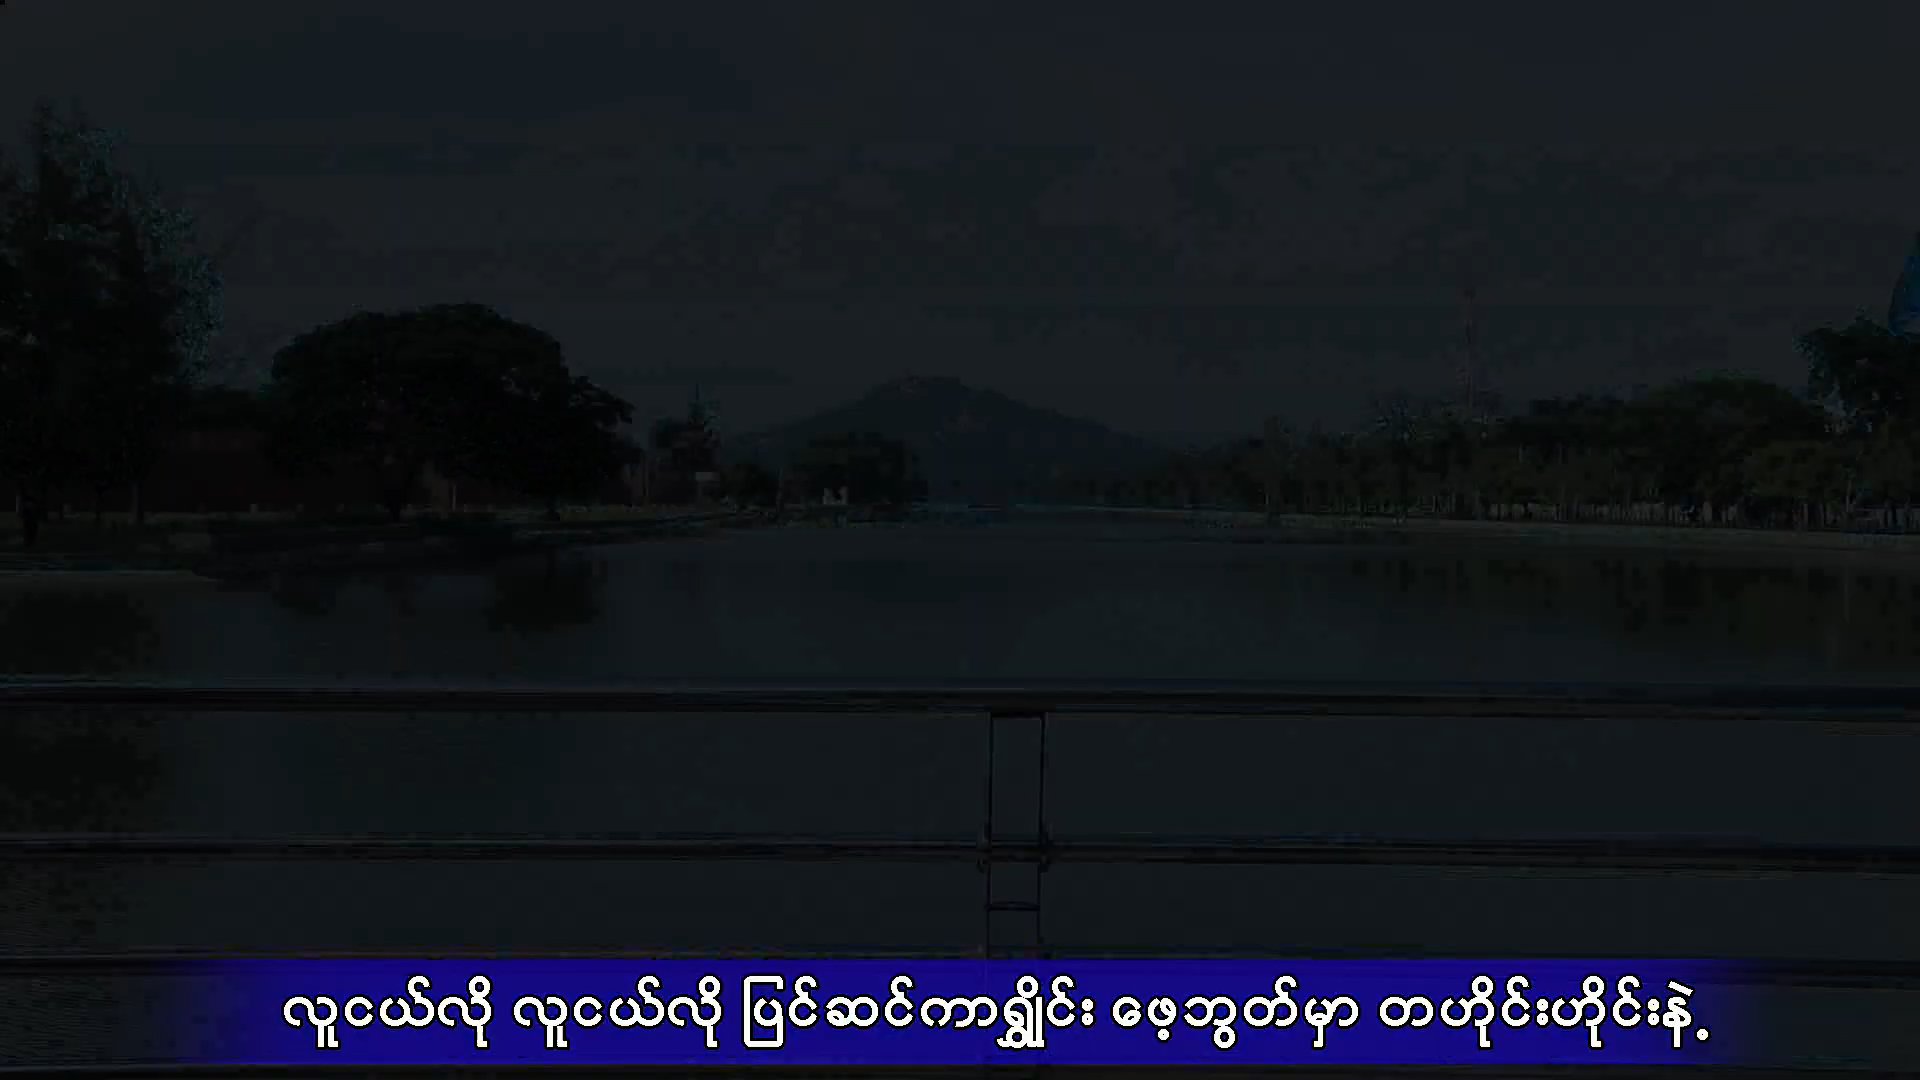 လူငယ်လို လူငယ်လို ပြင်ဆင်ကာရှိုင်း ဖေ့ဘွတ်မှာ တဟိုင်းဟိုင်းနဲ့